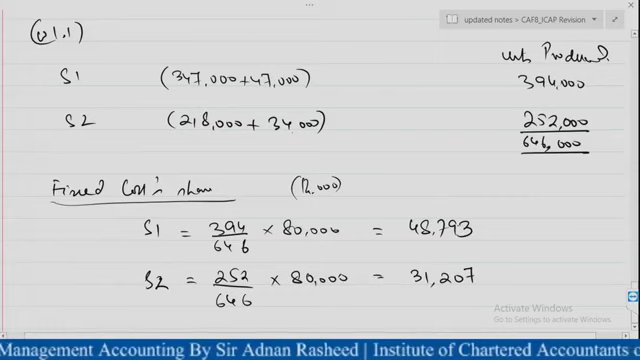 updated notes > CAF8_ICAP Revision
(W1.1)
units Produced
S1 (347,000 + 47,000) 394,000
S2 (218,000 + 34,000) 252,000
646,000
Fixed Cost's share
S1 = 394/646 × 80,000 = 48,793
S2 = 252/646 × 80,000 = 31,207
Activate Windows
Go to Settings to activate Windows.
Management Accounting By Sir Adnan Rasheed | Institute of Chartered Accountants